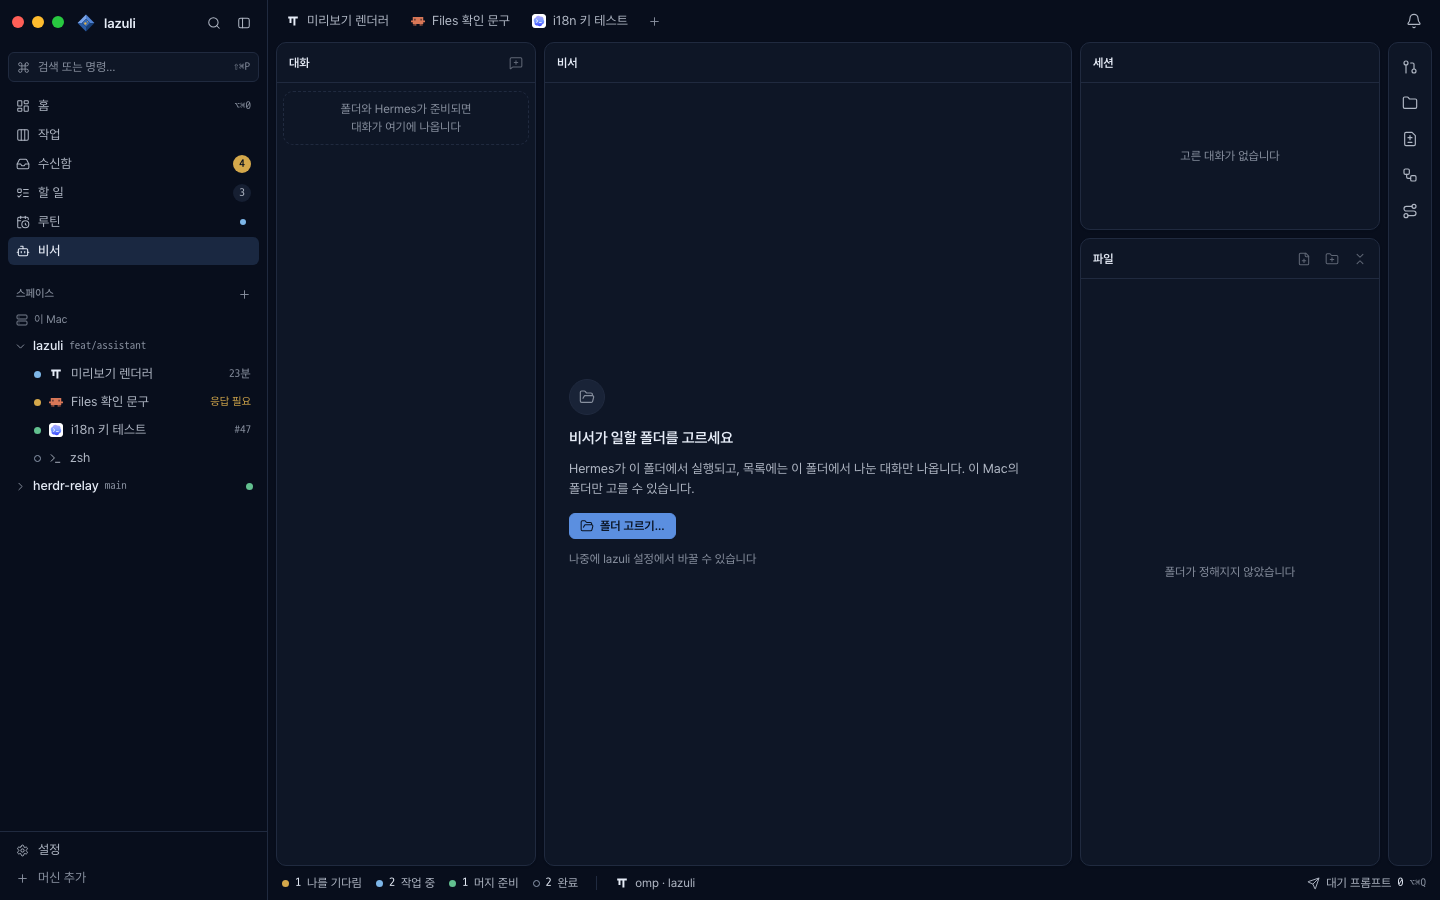 lazuli
검색 또는 명령... ⇧⌘P
홈 ⌥⌘0
작업
수신함 4
할 일 3
루틴
비서
스페이스
이 Mac
lazuli feat/assistant
미리보기 렌더러 23분
Files 확인 문구 응답 필요
i18n 키 테스트 #47
zsh
herdr-relay main
설정
머신 추가
미리보기 렌더러 Files 확인 문구 i18n 키 테스트
대화
폴더와 Hermes가 준비되면
대화가 여기에 나옵니다
비서
비서가 일할 폴더를 고르세요
Hermes가 이 폴더에서 실행되고, 목록에는 이 폴더에서 나눈 대화만 나옵니다. 이 Mac의
폴더만 고를 수 있습니다.
폴더 고르기...
나중에 lazuli 설정에서 바꿀 수 있습니다
세션
고른 대화가 없습니다
파일
폴더가 정해지지 않았습니다
1 나를 기다림 2 작업 중 1 머지 준비 2 완료 omp · lazuli 대기 프롬프트 0 ⌥⌘Q